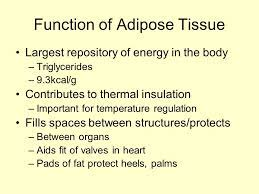 Function of Adipose Tissue
• Largest repository of energy in the body
– Triglycerides
– 9.3kcal/g
• Contributes to thermal insulation
– Important for temperature regulation
• Fills spaces between structures/protects
– Between organs
– Aids fit of valves in heart
– Pads of fat protect heels, palms